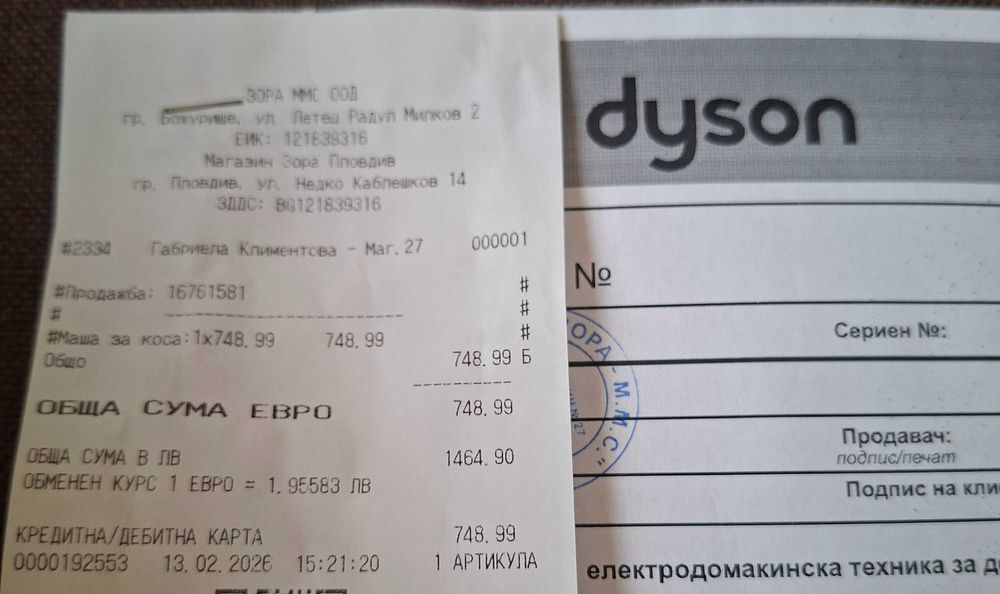 ЗОРА ММС ООД
гр. Божурище, ул. Летец Радул Милков 2
ЕИК: 121839316
Магазин Зора Пловдив
гр. Пловдив, ул. Недко Каблешков 14
ЗДДС: BG121839316
#2334 Габриела Климентова - Маг.27 000001
#Продажба: 16761581 #
# ------------------------ #
#Маша за коса:1x748.99 748.99 #
Общо 748.99 Б
----------
ОБЩА СУМА ЕВРО 748.99
ОБЩА СУМА В ЛВ 1464.90
ОБМЕНЕН КУРС 1 ЕВРО = 1.95583 ЛВ
КРЕДИТНА/ДЕБИТНА КАРТА 748.99
0000192553 13.02.2026 15:21:20 1 АРТИКУЛА
dyson
№
Сериен №:
ОРА - М.М.С."
№ 27
Продавач:
подпис/печат
Подпис на кли
електродомакинска техника за д